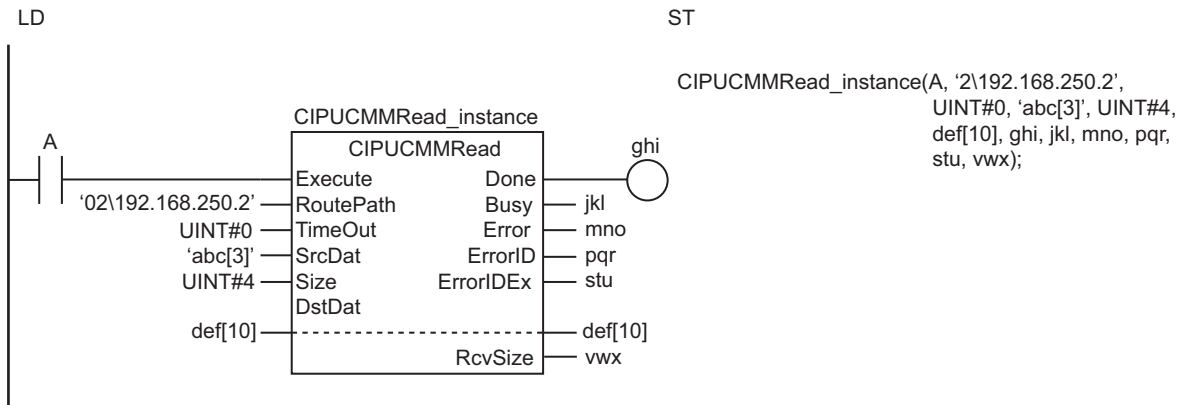 LD
ST
CIPUCMMRead_instance(A, ‘2\192.168.250.2’,
UINT#0, ‘abc[3]’, UINT#4,
def[10], ghi, jkl, mno, pqr,
stu, vwx);
CIPUCMMRead_instance
A
CIPUCMMRead
ghi
Execute
Done
‘02\192.168.250.2’
RoutePath
Busy
jkl
UINT#0
TimeOut
Error
mno
‘abc[3]’
SrcDat
ErrorID
pqr
UINT#4
Size
ErrorIDEx
stu
DstDat
def[10]
def[10]
RcvSize
vwx